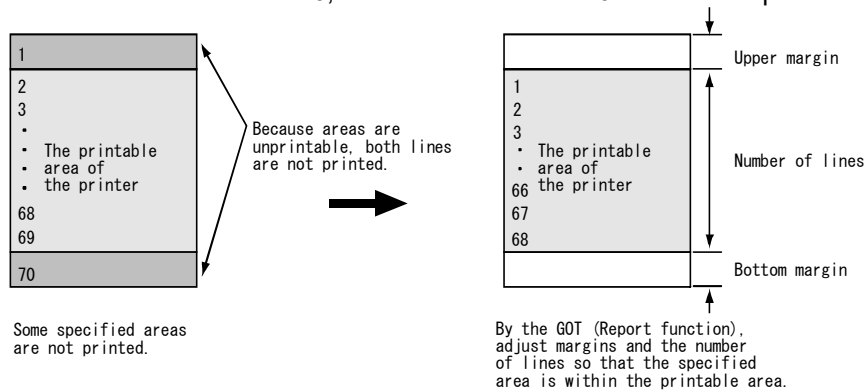 1
2
3
The printable
area of
the printer
68
69
70
Because areas are
unprintable, both lines
are not printed.
Some specified areas
are not printed.
1
2
3
The printable
area of
66 the printer
67
68
Upper margin
Number of lines
Bottom margin
By the GOT (Report function),
adjust margins and the number
of lines so that the specified
area is within the printable area.